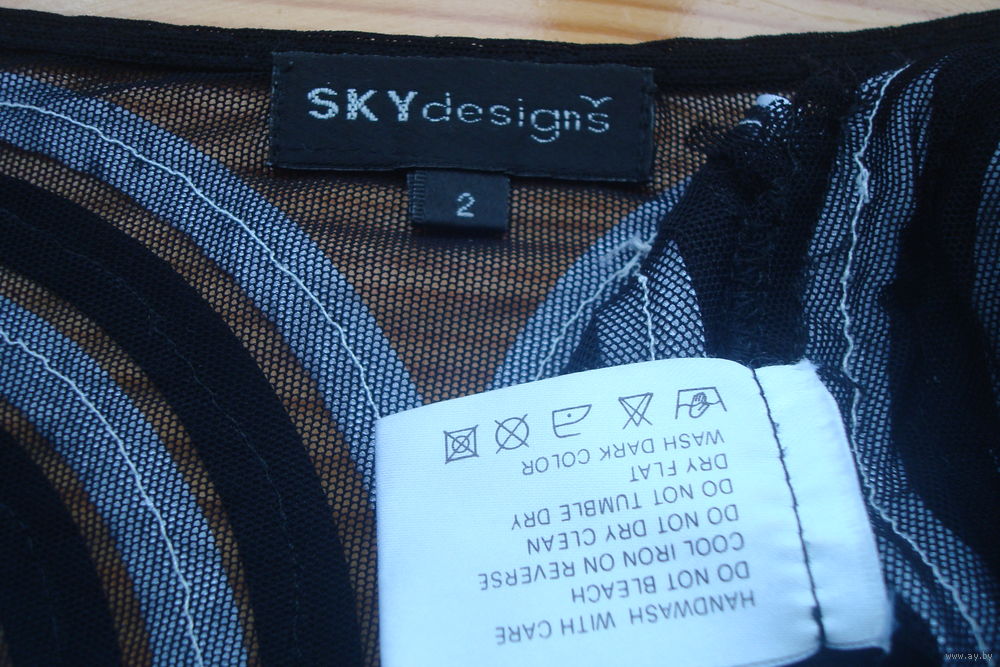 SKYdesigns
2
HANDWASH WITH CARE
DO NOT BLEACH
COOL IRON ON REVERSE
DO NOT DRY CLEAN
DO NOT TUMBLE DRY
DRY FLAT
WASH DARK COLOR
www.ay.by